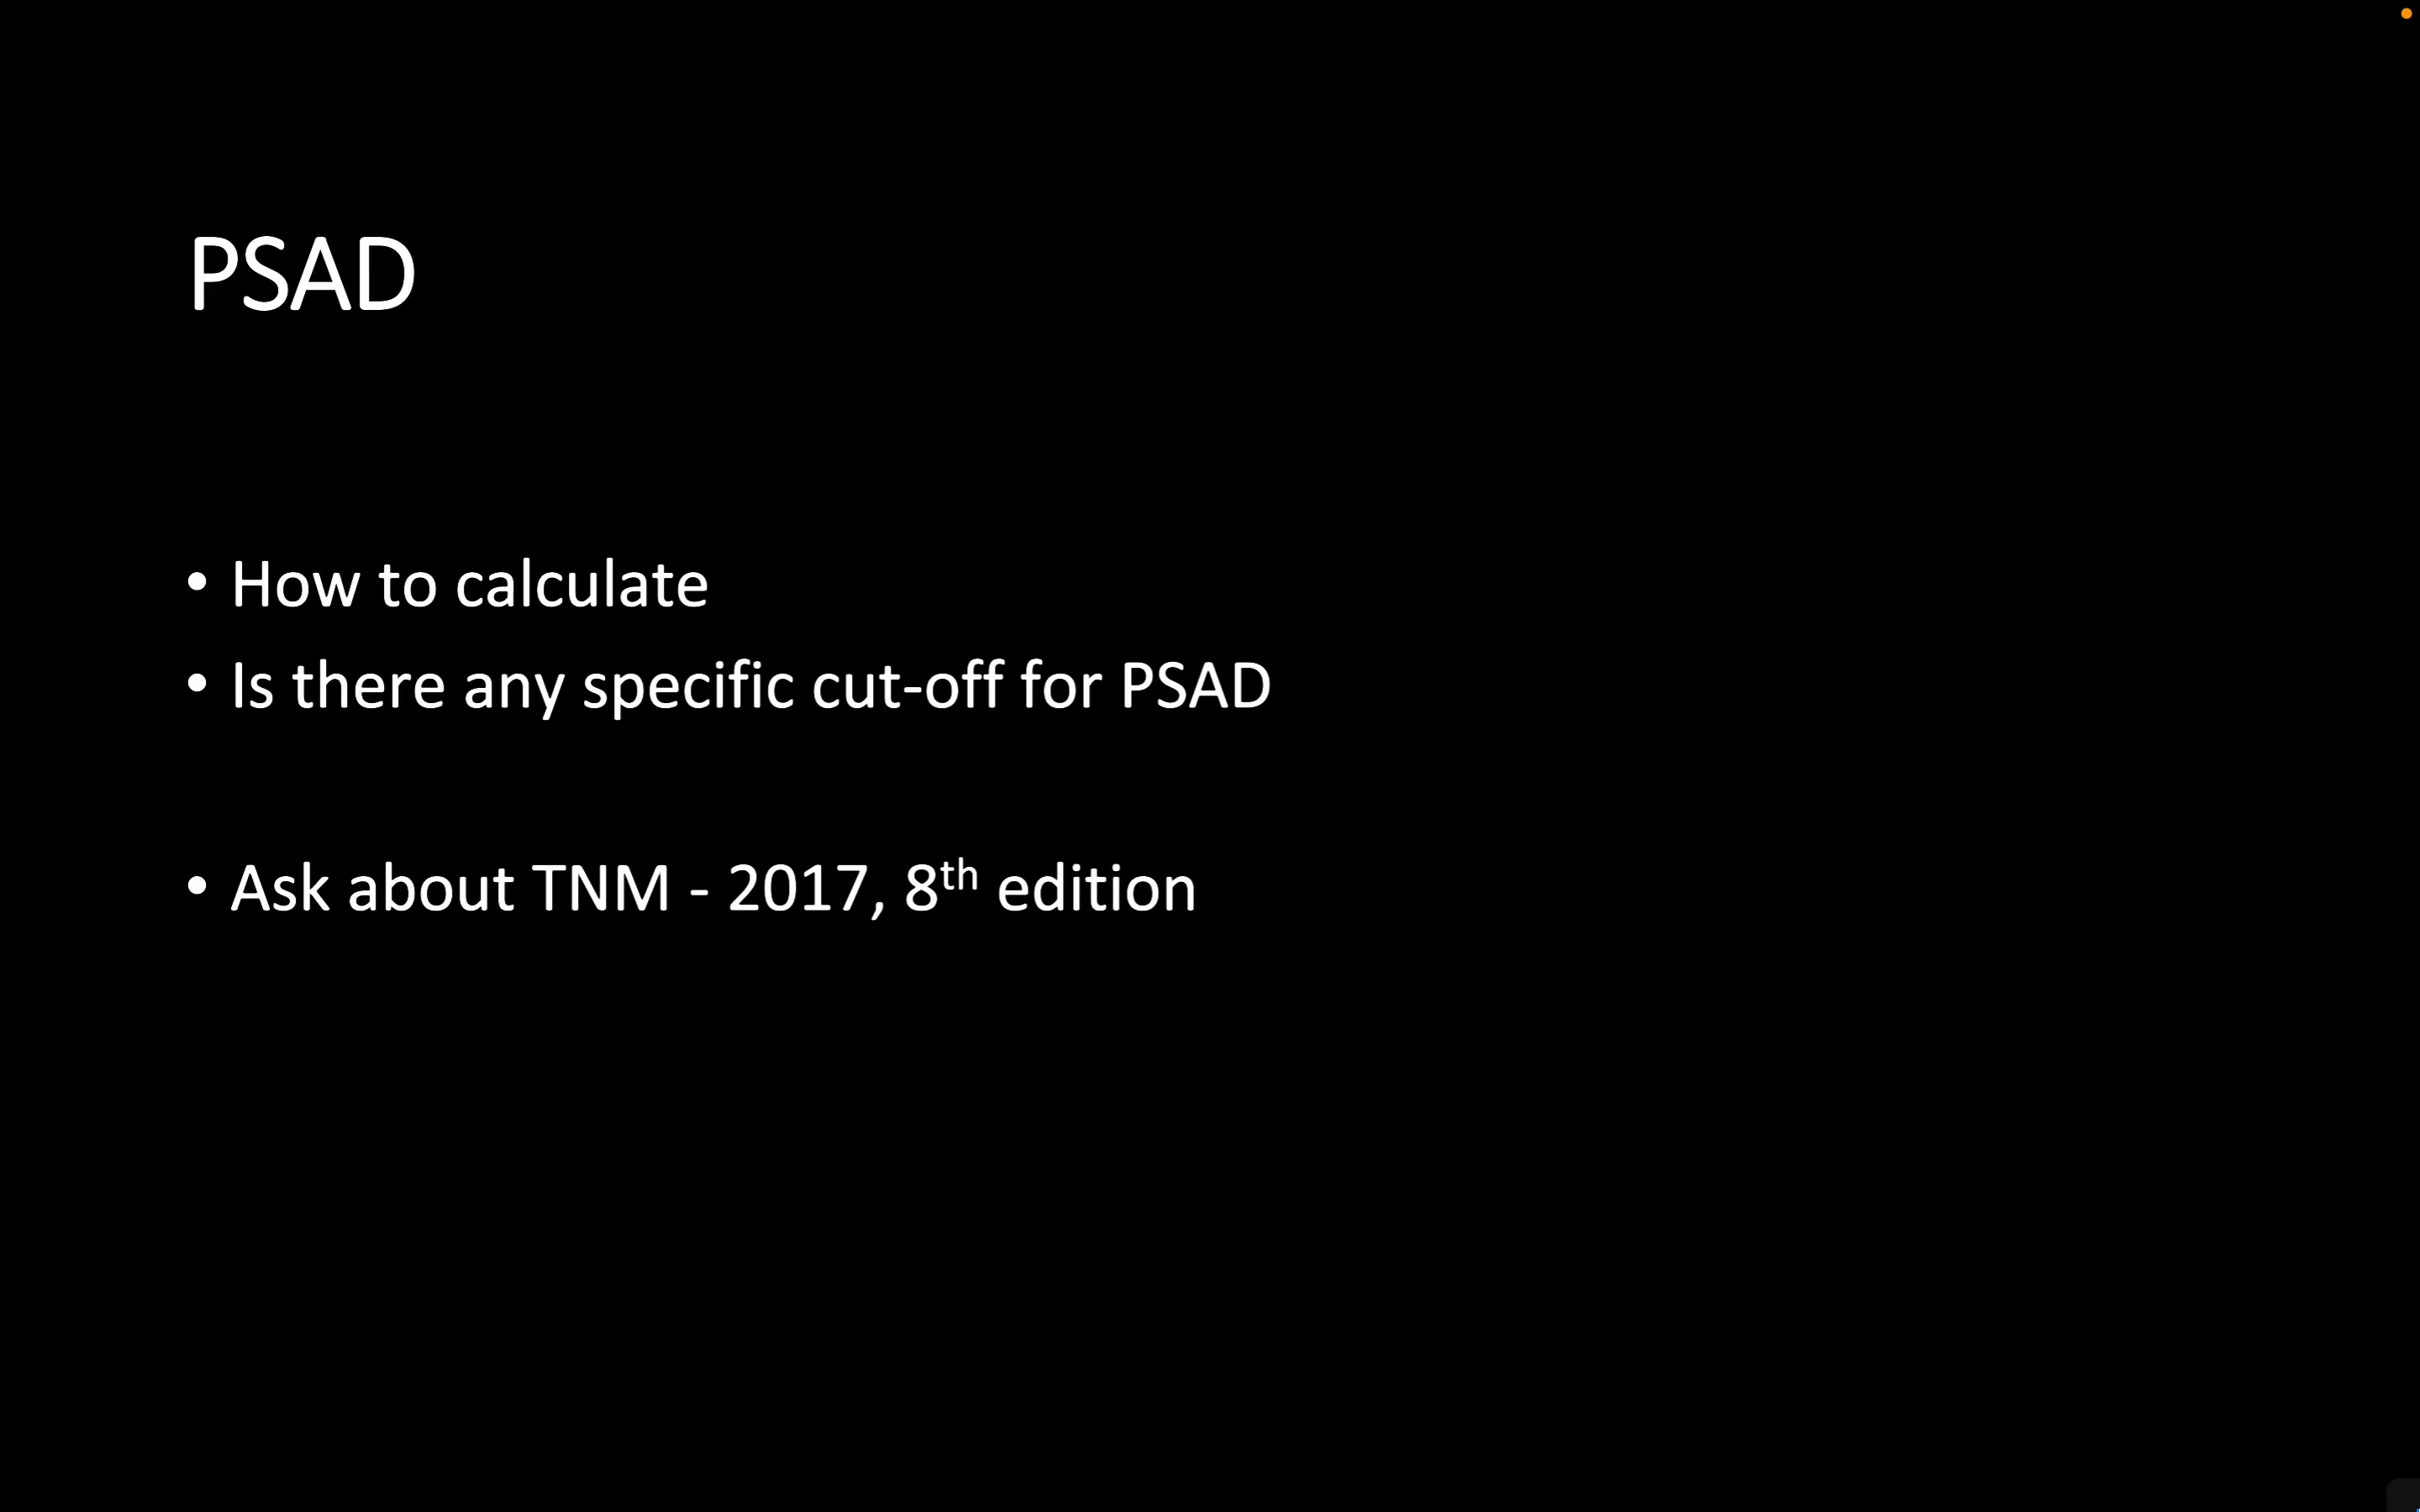 PSAD
• How to calculate
• Is there any specific cut-off for PSAD
• Ask about TNM - 2017, 8th edition